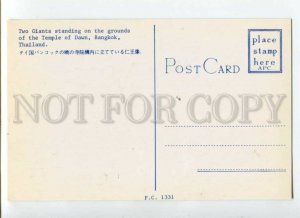 Two Giants standing on the grounds
of the Temple of Dawn, Bangkok,
Thailand.
タイ国バンコックの暁の寺院構内に立てている仁王像
POST CARD
place
stamp
here
APC
NOT FOR COPY
P.C. 1331